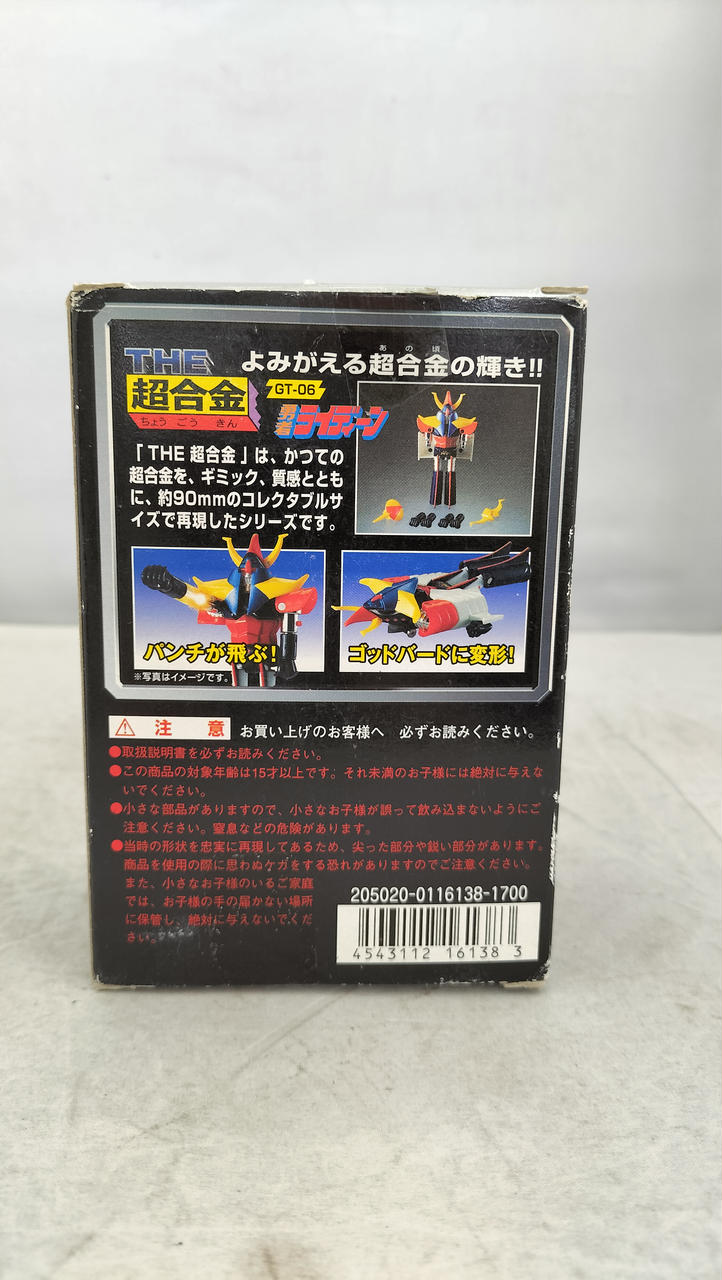 THE
超合金
ちょう ごう きん
あの頃
よみがえる超合金の輝き!!
GT-06
勇者ライディーン
「THE 超合金」は、かつての
超合金を、ギミック、質感ととも
に、約90mmのコレクタブルサ
イズで再現したシリーズです。
パンチが飛ぶ!
ゴッドバードに変形!
※写真はイメージです。
⚠ 注 意 お買い上げのお客様へ 必ずお読みください。
●取扱説明書を必ずお読みください。
●この商品の対象年齢は15才以上です。それ未満のお子様には絶対に与えな
いでください。
●小さな部品がありますので、小さなお子様が誤って飲み込まないようにご
注意ください。窒息などの危険があります。
●当時の形状を忠実に再現してあるため、尖った部分や鋭い部分があります。
商品を使用の際に思わぬケガをする恐れがありますのでご注意ください。
また、小さなお子様のいるご家庭
では、お子様の手の届かない場所
に保管し、絶対に与えないでくだ
さい。
205020-0116138-1700
4543112 16138 3